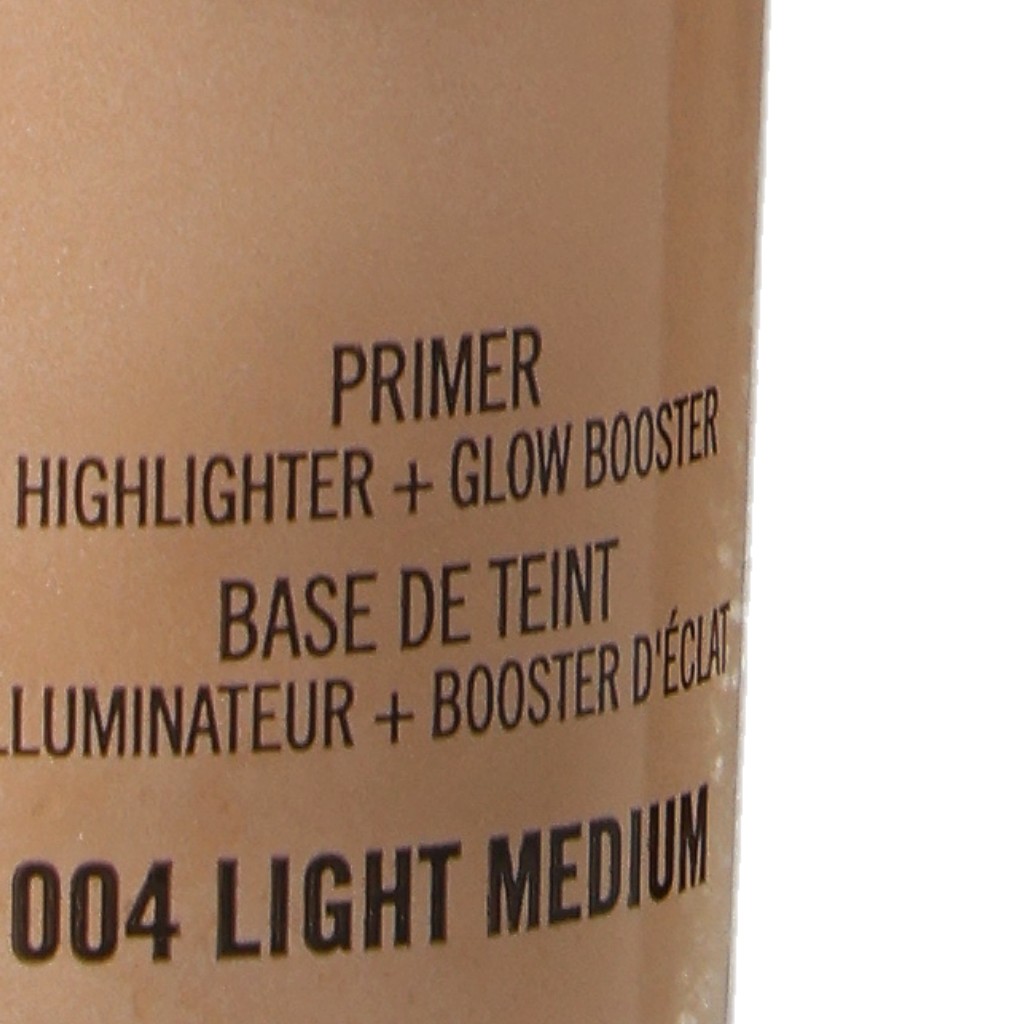 PRIMER
HIGHLIGHTER + GLOW BOOSTER
BASE DE TEINT
LLUMINATEUR + BOOSTER D'ÉCLAT
004 LIGHT MEDIUM